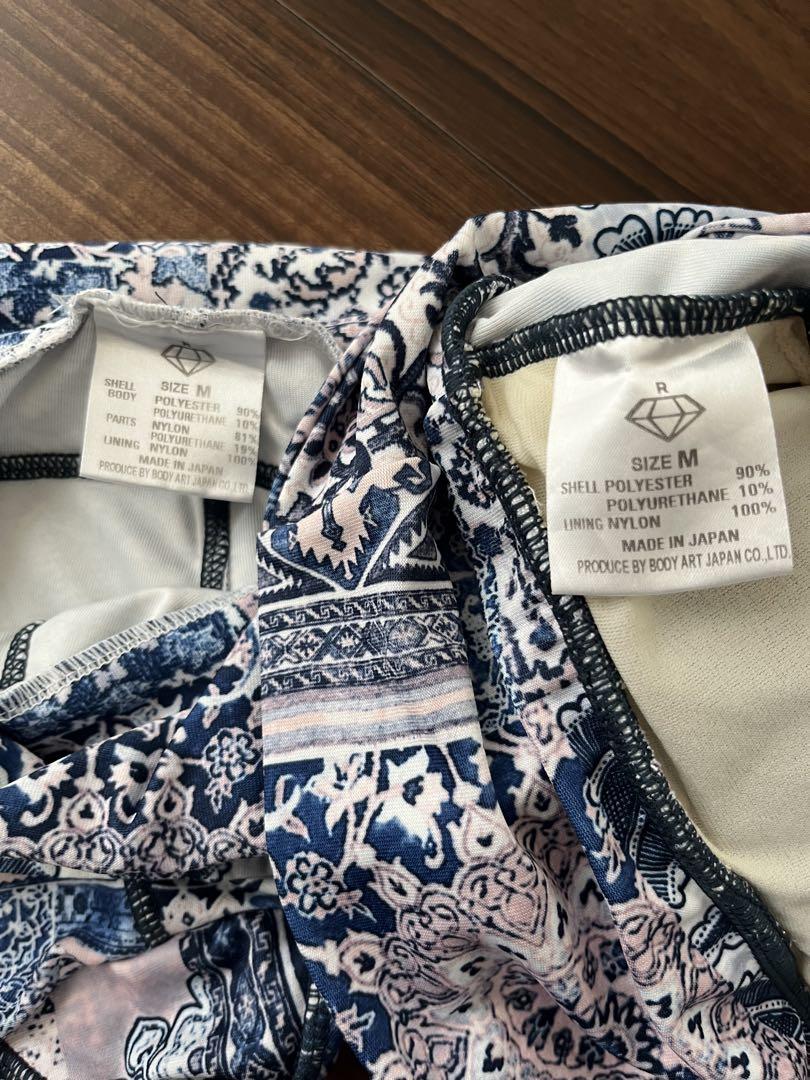 SIZE M
SHELL
BODY POLYESTER 90%
POLYURETHANE 10%
PARTS NYLON 81%
POLYURETHANE 19%
LINING NYLON 100%
MADE IN JAPAN
PRODUCE BY BODY ART JAPAN CO.,LTD.
R
SIZE M
SHELL POLYESTER 90%
POLYURETHANE 10%
LINING NYLON 100%
MADE IN JAPAN
PRODUCE BY BODY ART JAPAN CO.,LTD.